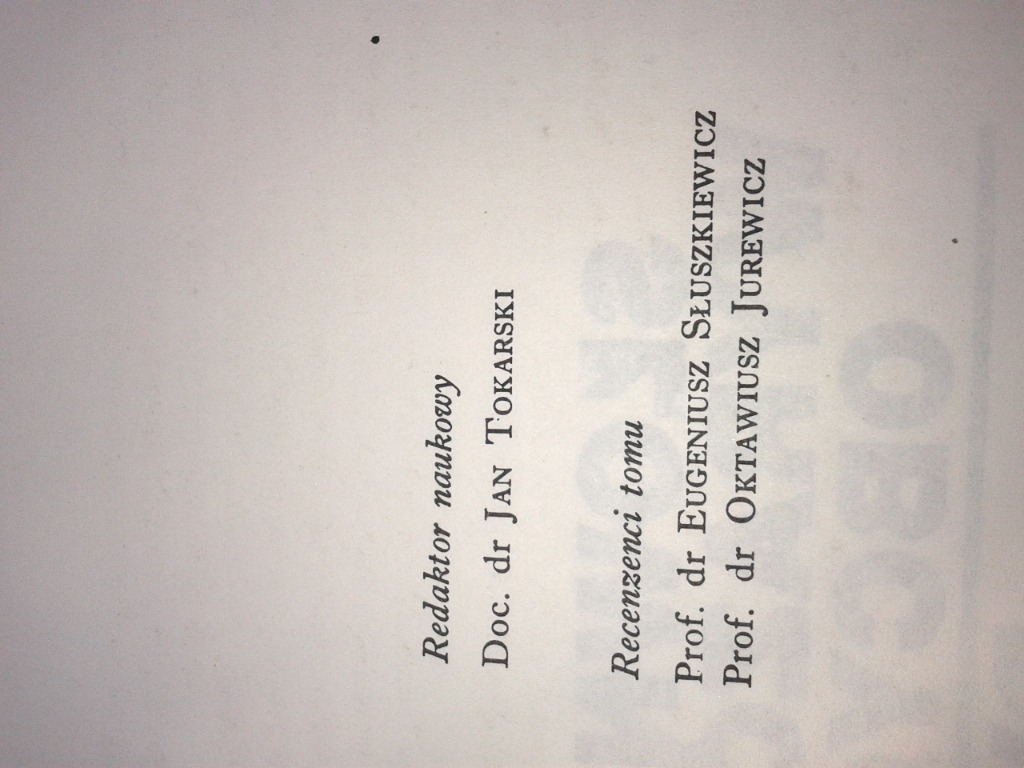 Redaktor naukowy
Doc. dr JAN TOKARSKI
Recenzenci tomu
Prof. dr EUGENIUSZ SŁUSZKIEWICZ
Prof. dr OKTAWIUSZ JUREWICZ